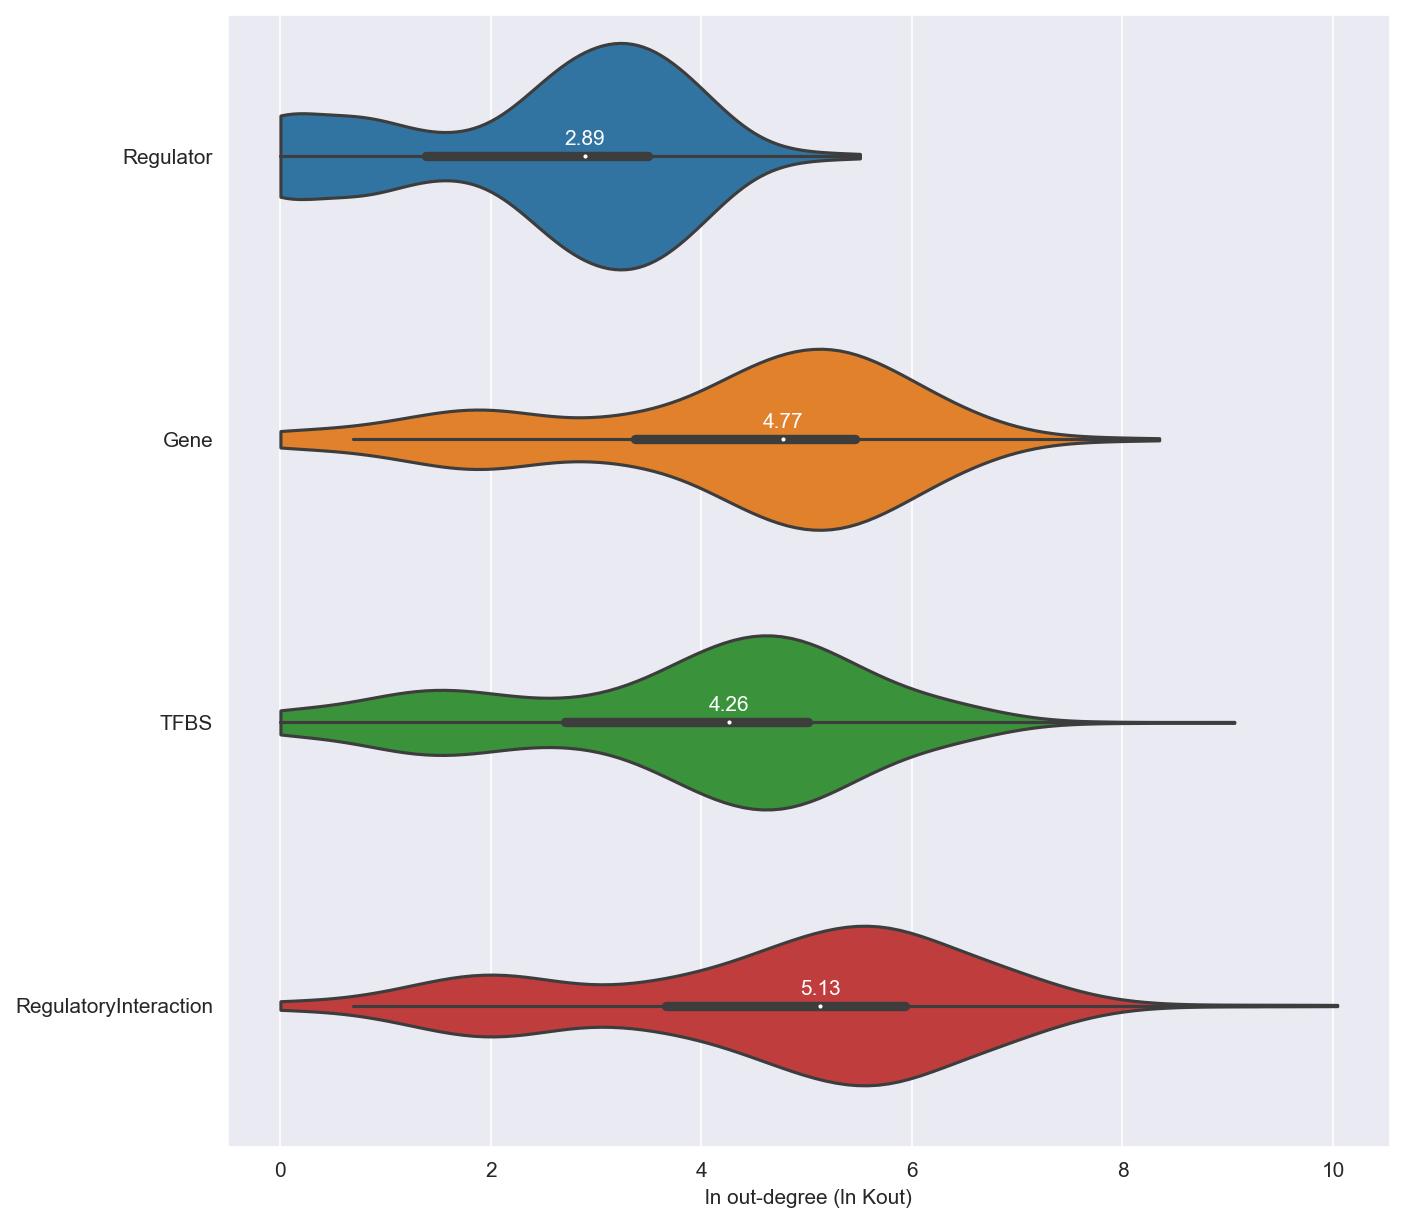 Regulator
2.89
Gene
4.77
TFBS
4.26
RegulatoryInteraction
5.13
0 2 4 6 8 10
ln out-degree (ln Kout)